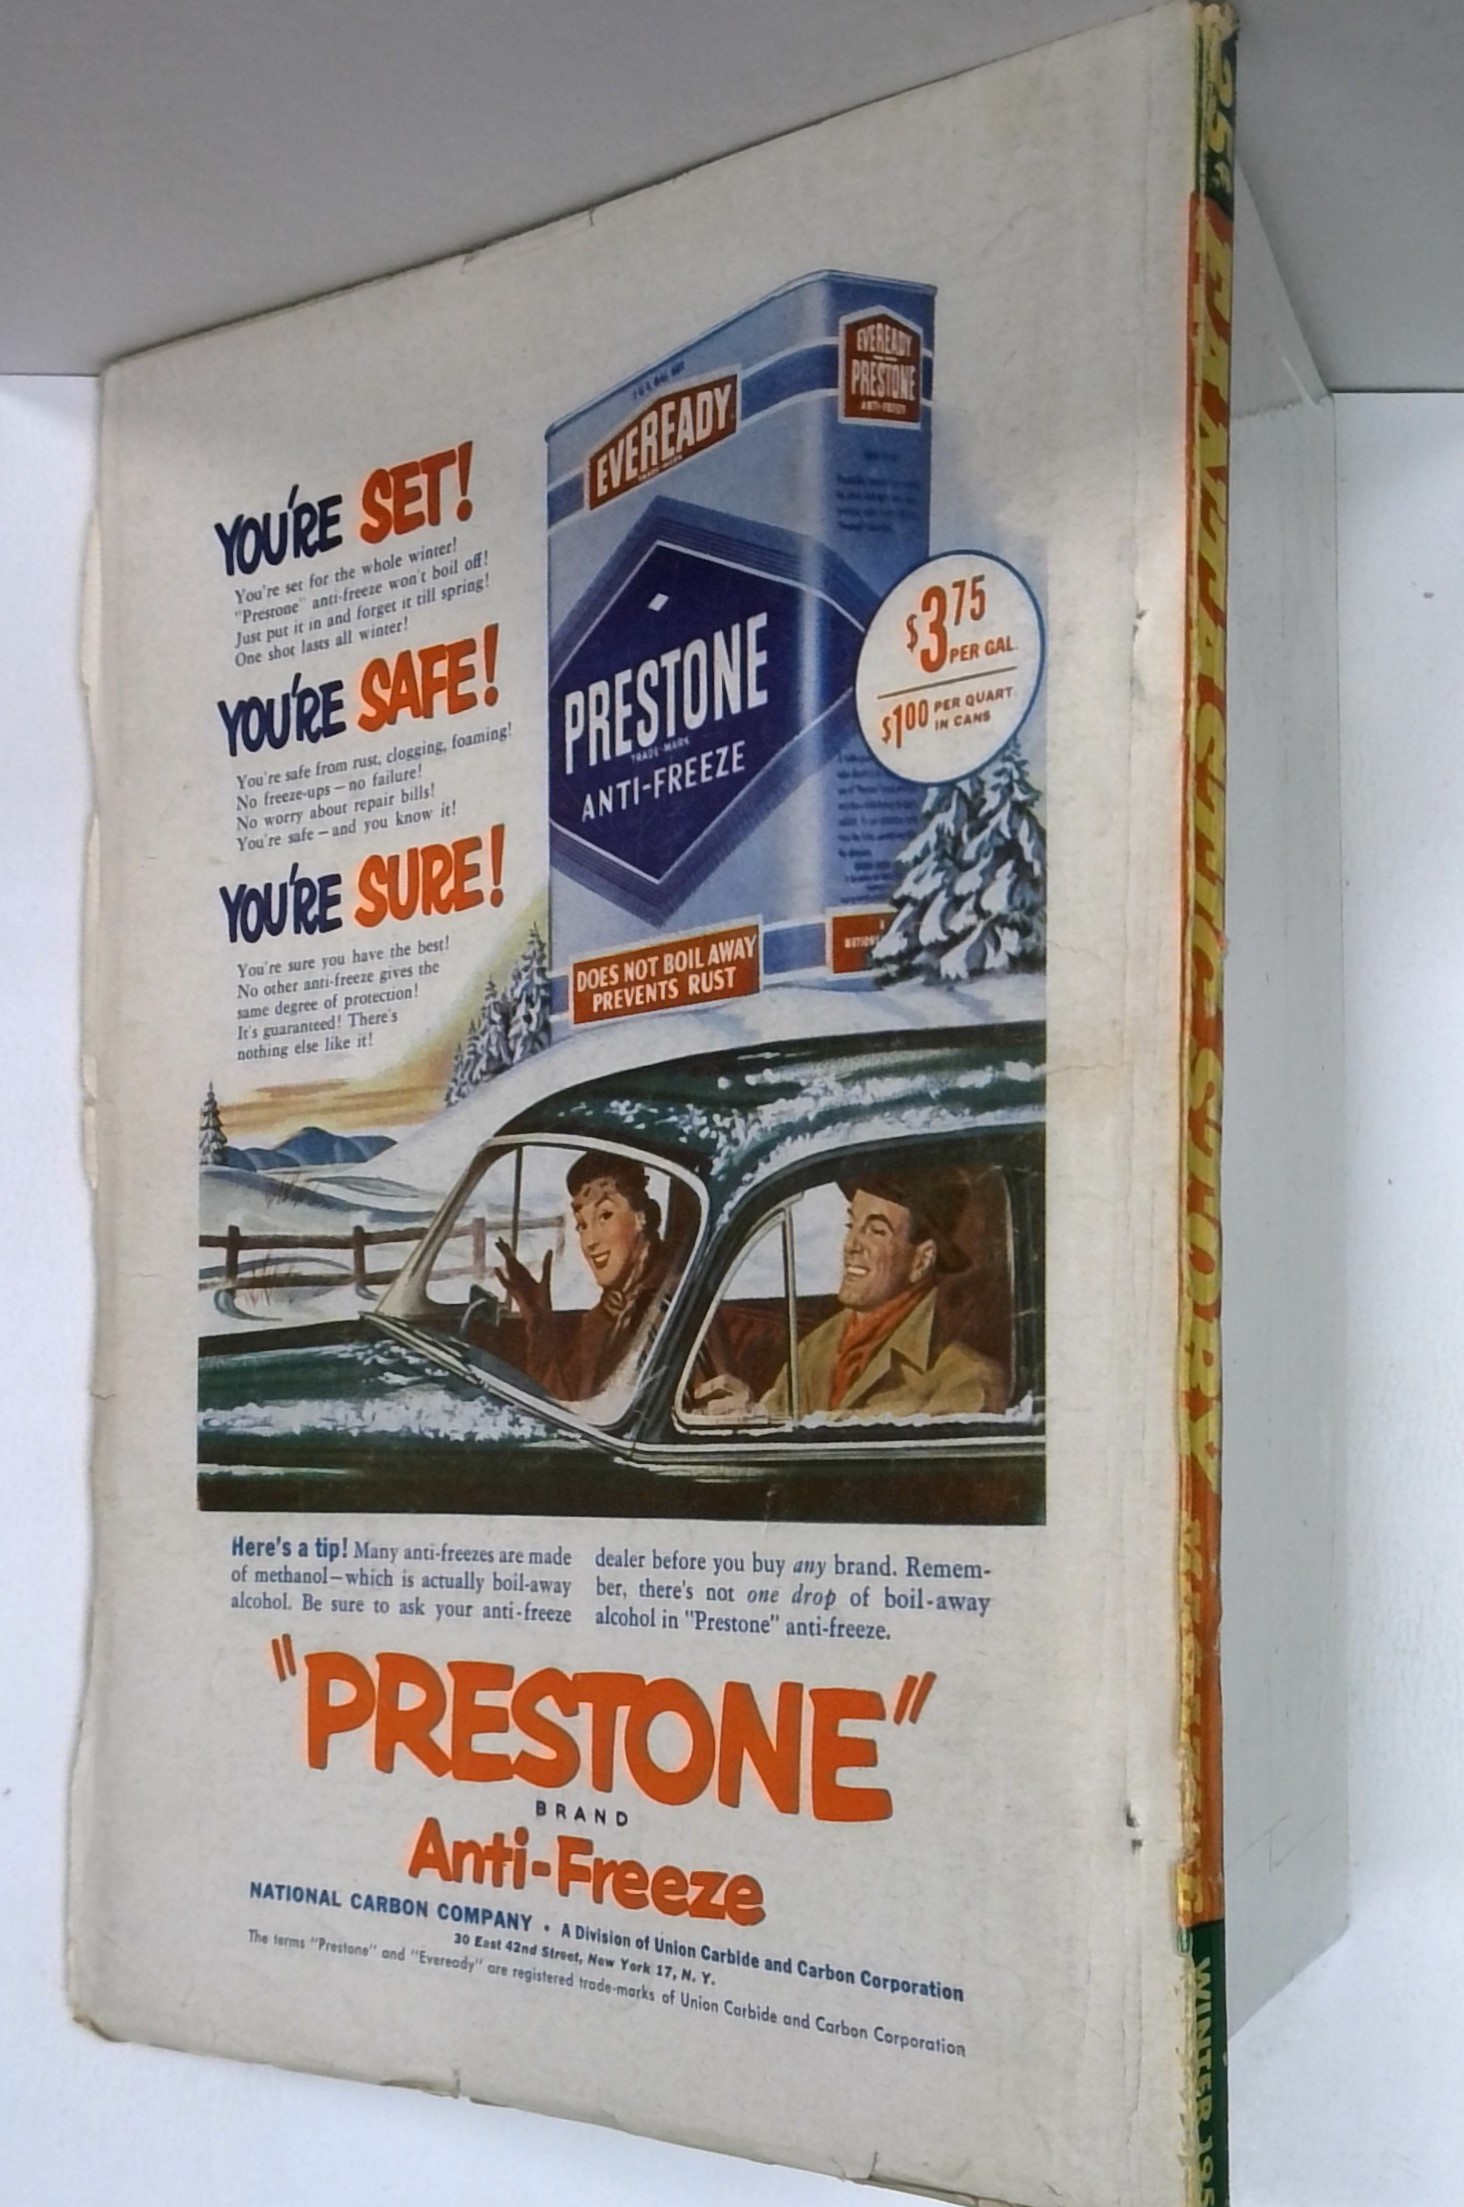 YOU'RE SET!
You're set for the whole winter!
"Prestone" anti-freeze won't boil off!
Just put it in and forget it till spring!
One shot lasts all winter!
YOU'RE SAFE!
You're safe from rust, clogging, foaming!
No freeze-ups — no failure!
No worry about repair bills!
You're safe — and you know it!
YOU'RE SURE!
You're sure you have the best!
No other anti-freeze gives the
same degree of protection!
It's guaranteed! There's
nothing else like it!
EVEREADY
TRADE-MARK
PRESTONE
TRADE-MARK
ANTI-FREEZE
DOES NOT BOIL AWAY
PREVENTS RUST
EVEREADY
PRESTONE
ANTI-FREEZE
$3.75
PER GAL.
$1.00 PER QUART
IN CANS
Here's a tip! Many anti-freezes are made
of methanol—which is actually boil-away
alcohol. Be sure to ask your anti-freeze
dealer before you buy any brand. Remem-
ber, there's not one drop of boil-away
alcohol in "Prestone" anti-freeze.
"PRESTONE"
BRAND
Anti-Freeze
NATIONAL CARBON COMPANY • A Division of Union Carbide and Carbon Corporation
30 East 42nd Street, New York 17, N. Y.
The terms "Prestone" and "Eveready" are registered trade-marks of Union Carbide and Carbon Corporation
25¢
FANTASTIC STORY
MAGAZINE
WINTER 195